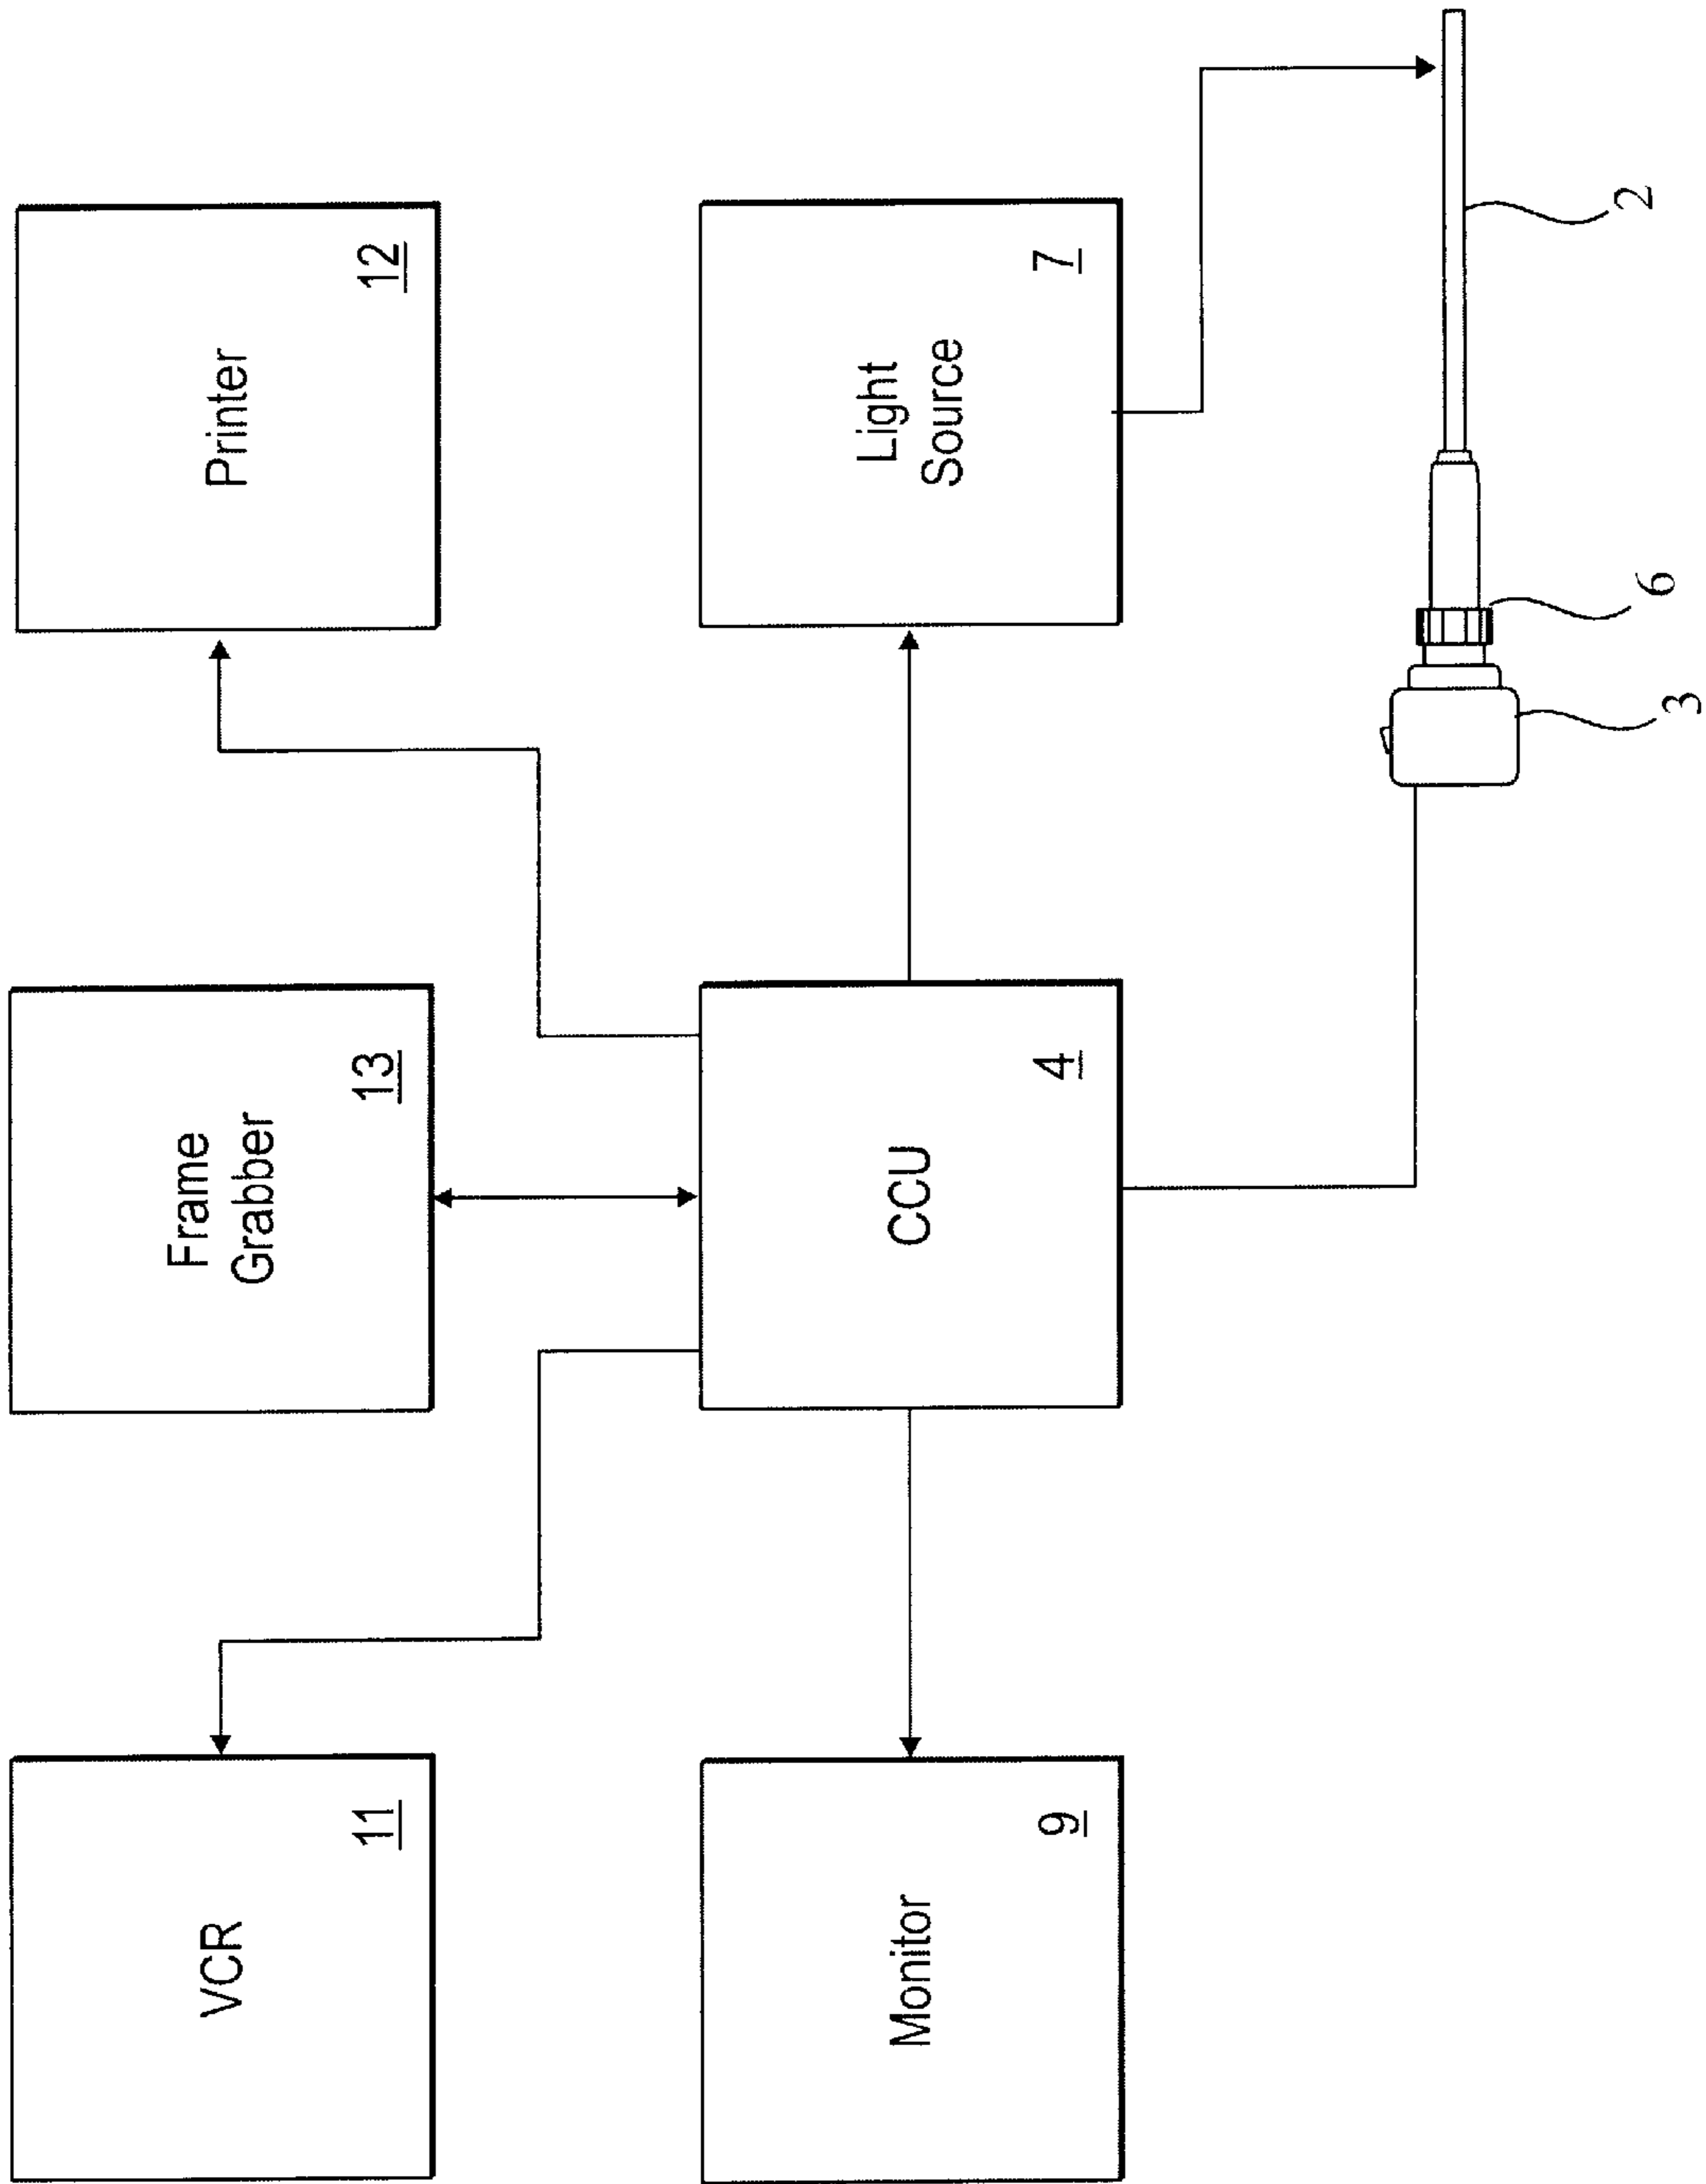 VCR
11
Frame
Grabber
13
Printer
12
Monitor
9
CCU
4
Light
Source
7
3
6
2